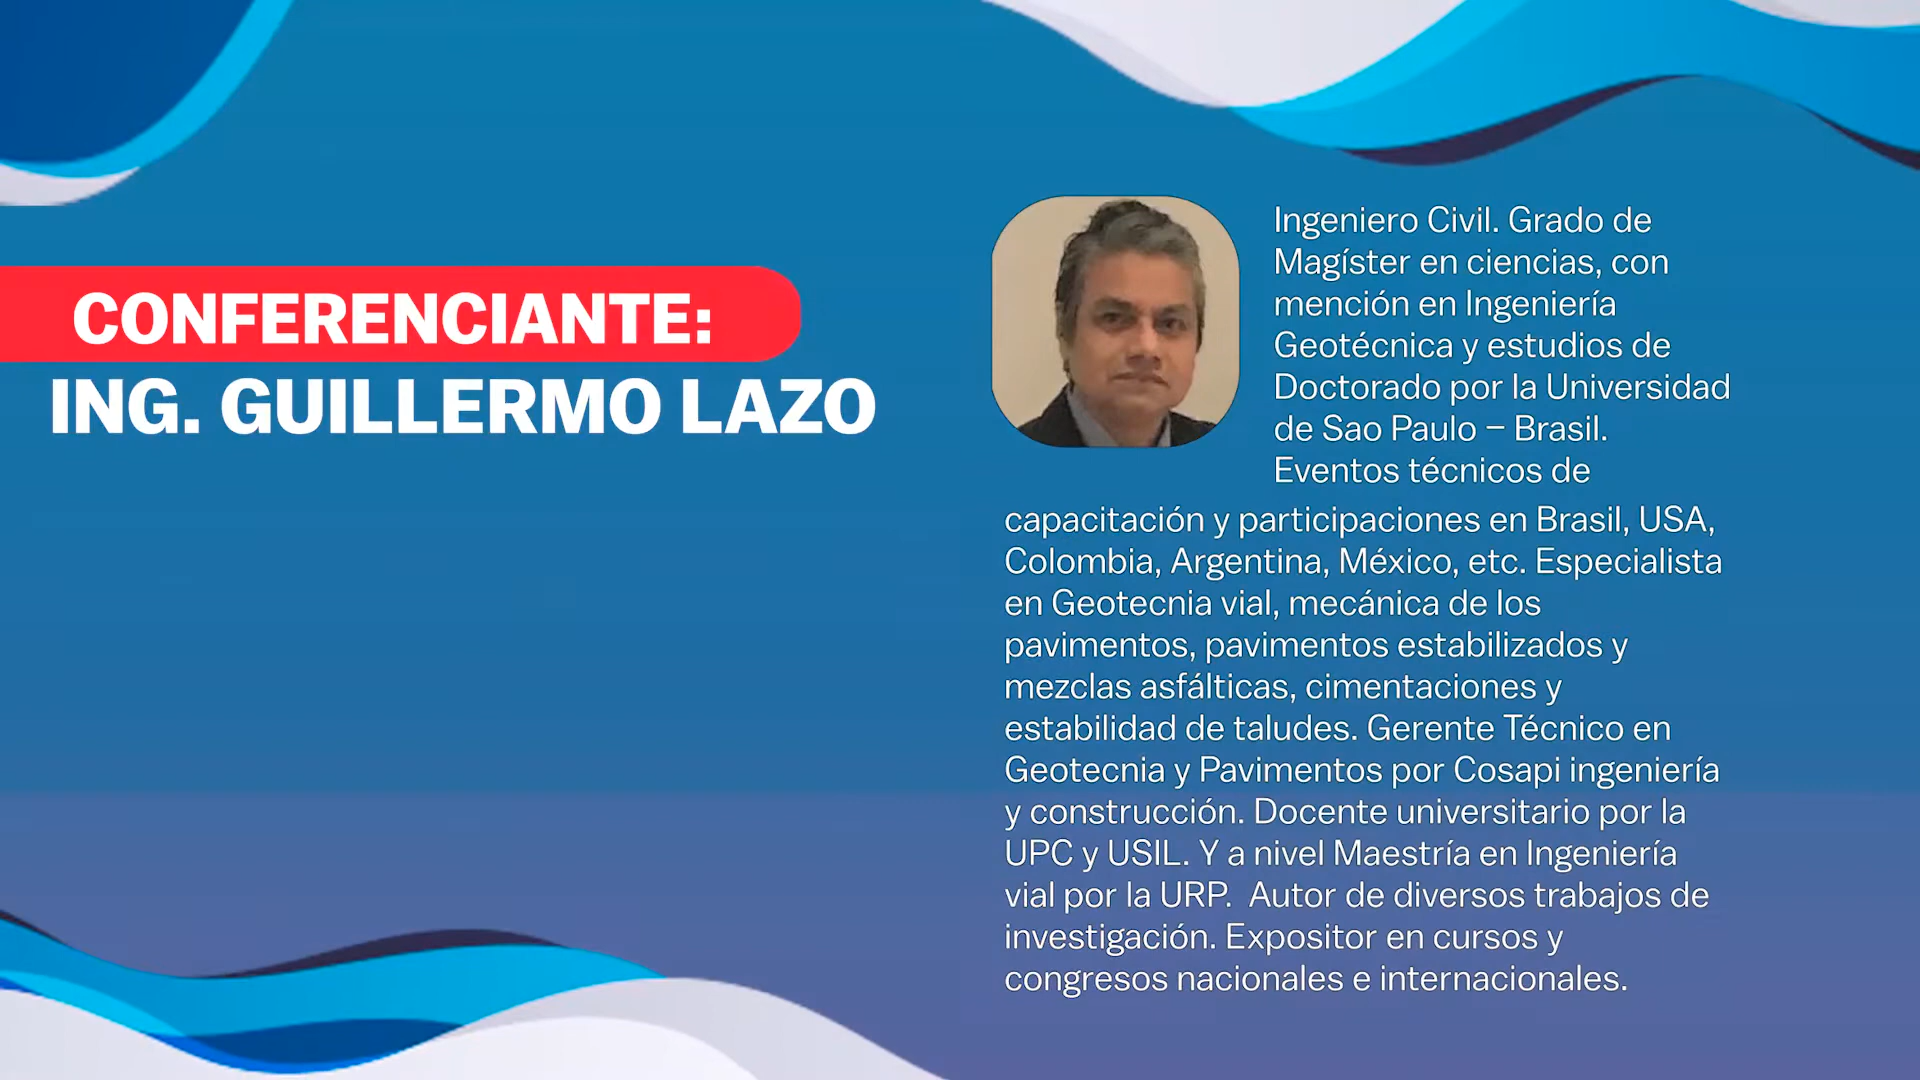 CONFERENCIANTE:
ING. GUILLERMO LAZO
Ingeniero Civil. Grado de
Magíster en ciencias, con
mención en Ingeniería
Geotécnica y estudios de
Doctorado por la Universidad
de Sao Paulo – Brasil.
Eventos técnicos de
capacitación y participaciones en Brasil, USA,
Colombia, Argentina, México, etc. Especialista
en Geotecnia vial, mecánica de los
pavimentos, pavimentos estabilizados y
mezclas asfálticas, cimentaciones y
estabilidad de taludes. Gerente Técnico en
Geotecnia y Pavimentos por Cosapi ingeniería
y construcción. Docente universitario por la
UPC y USIL. Y a nivel Maestría en Ingeniería
vial por la URP.  Autor de diversos trabajos de
investigación. Expositor en cursos y
congresos nacionales e internacionales.